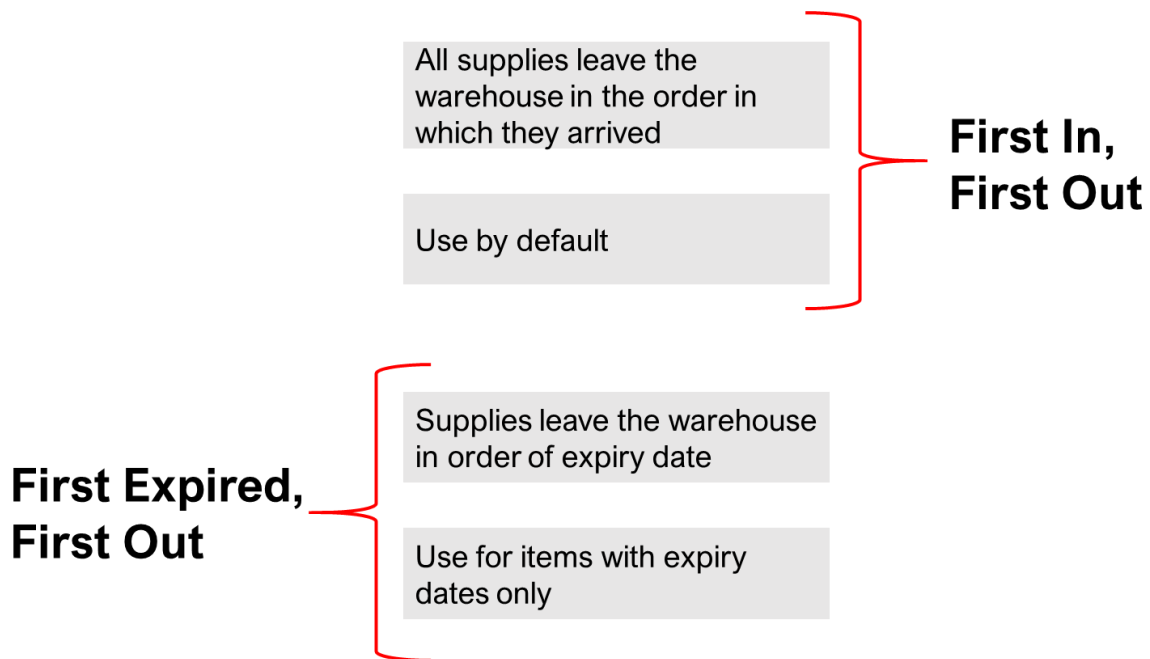 All supplies leave the
warehouse in the order in
which they arrived
Use by default
First In,
First Out
First Expired,
First Out
Supplies leave the warehouse
in order of expiry date
Use for items with expiry
dates only